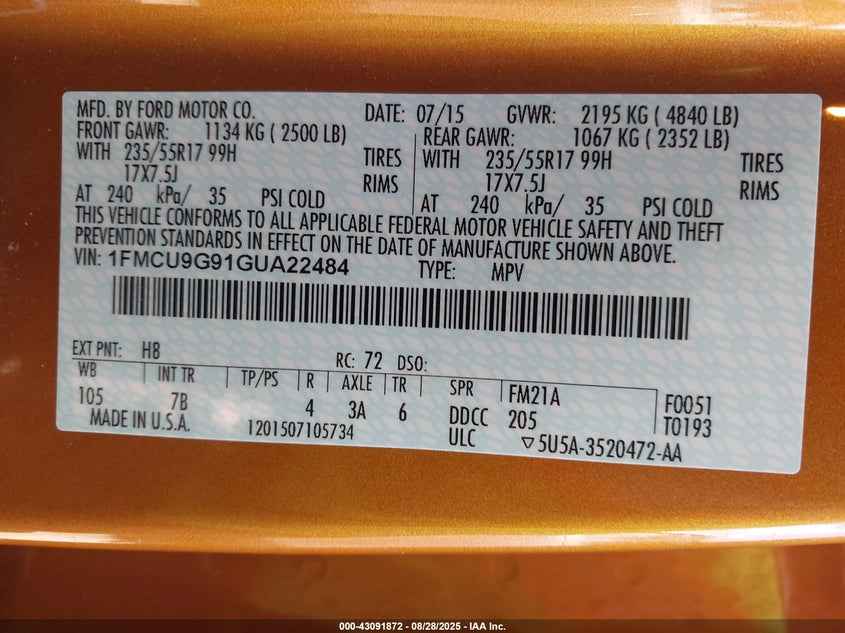 MFD. BY FORD MOTOR CO. DATE: 07/15 GVWR: 2195 KG ( 4840 LB)
FRONT GAWR: 1134 KG ( 2500 LB) REAR GAWR: 1067 KG ( 2352 LB)
WITH 235/55R17 99H TIRES WITH 235/55R17 99H TIRES
17X7.5J RIMS 17X7.5J RIMS
AT 240 kPa/ 35 PSI COLD AT 240 kPa/ 35 PSI COLD
THIS VEHICLE CONFORMS TO ALL APPLICABLE FEDERAL MOTOR VEHICLE SAFETY AND THEFT
PREVENTION STANDARDS IN EFFECT ON THE DATE OF MANUFACTURE SHOWN ABOVE.
VIN: 1FMCU9G91GUA22484 TYPE: MPV
EXT PNT: H8 RC: 72 DSO:
WB INT TR TP/PS R AXLE TR SPR FM21A F0051
105 7B 4 3A 6 DDCC 205 T0193
MADE IN U.S.A. 1201507105734 ULC ▽5U5A-3520472-AA
000-43091872 - 08/28/2025 - IAA Inc.